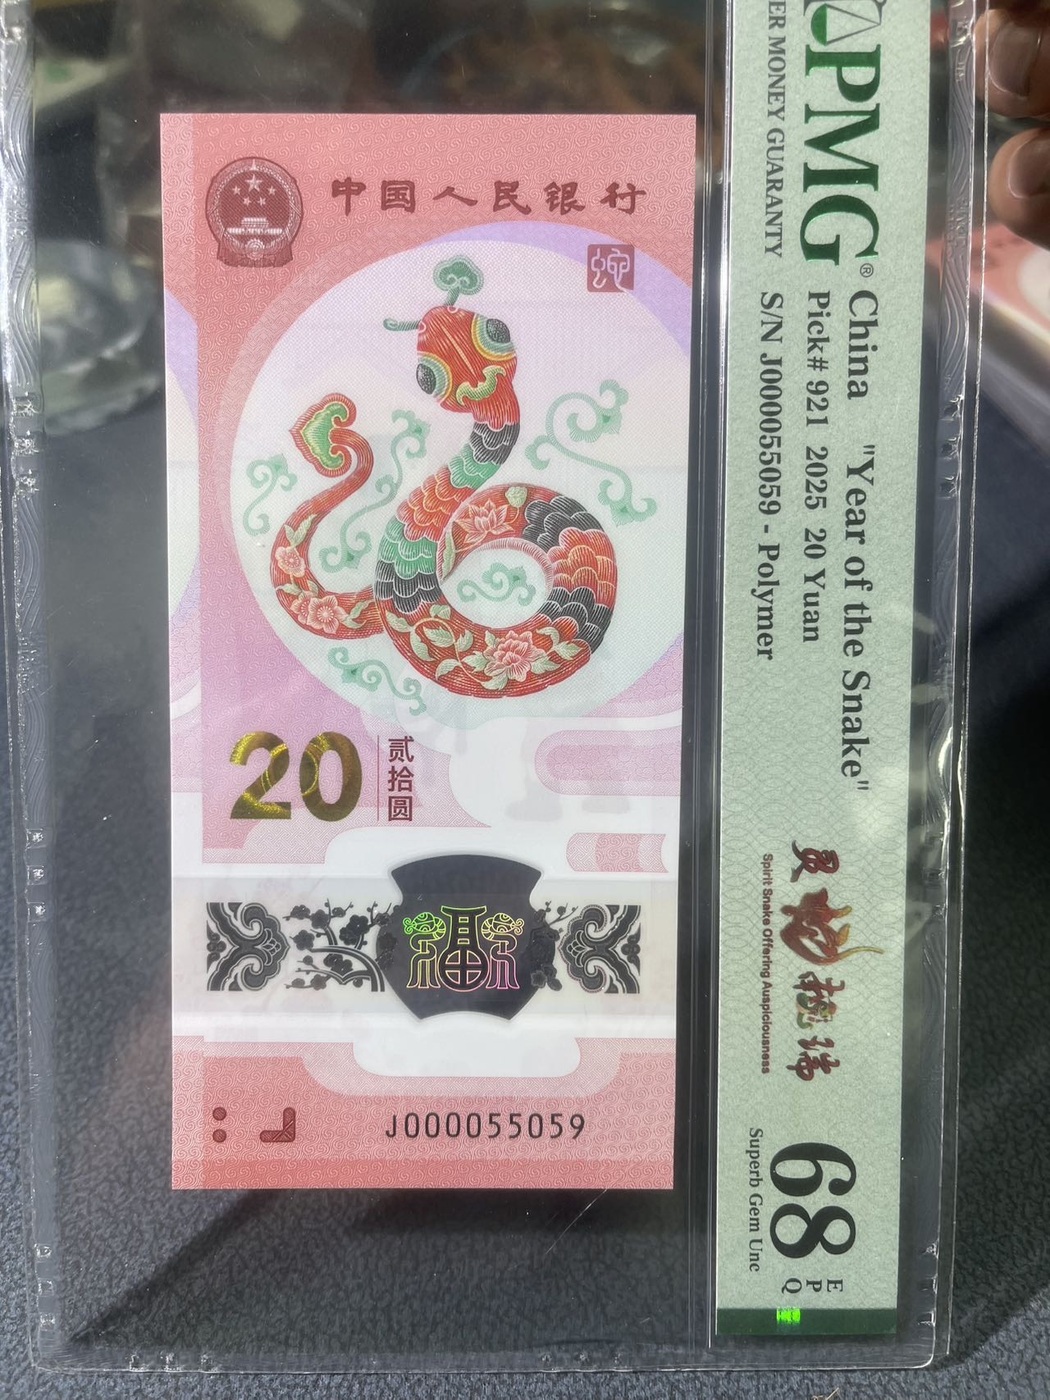 中国人民银行
蛇
20
贰拾圆
福
J000055059
PMG
ER MONEY GUARANTY
China "Year of the Snake"
Pick# 921 2025 20 Yuan
S/N J000055059 - Polymer
灵蛇献瑞
Spirit Snake Offering Auspiciousness
68
EPQ
Superb Gem Unc